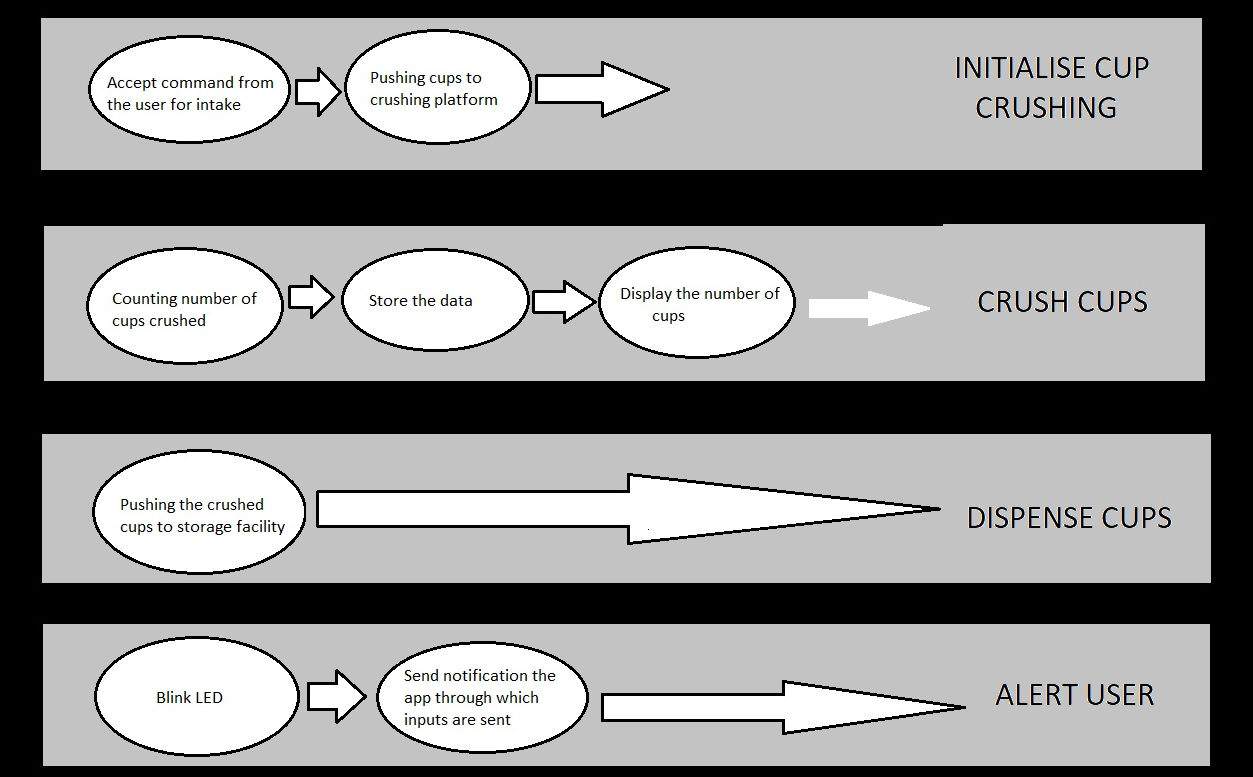 Accept command from
the user for intake
Pushing cups to
crushing platform
INITIALISE CUP
CRUSHING
Counting number of
cups crushed
Store the data
Display the number of
cups
CRUSH CUPS
Pushing the crushed
cups to storage facility
DISPENSE CUPS
Blink LED
Send notification the
app through which
inputs are sent
ALERT USER